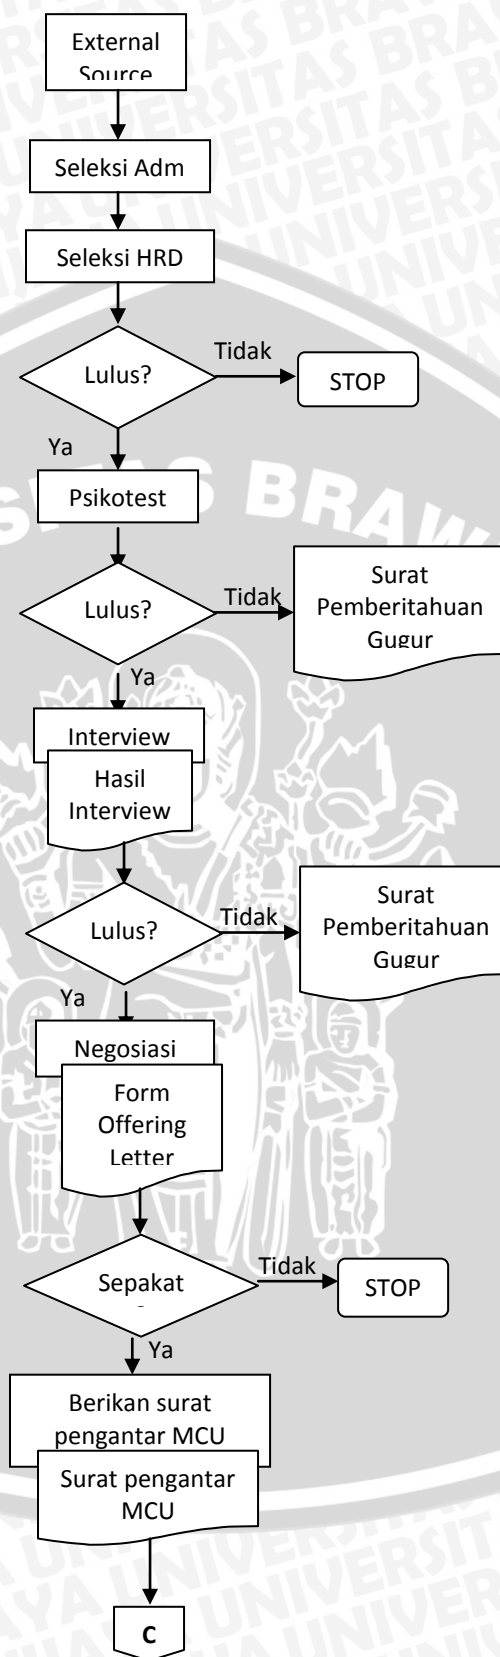 External
Source
Seleksi Adm
Seleksi HRD
Lulus?
Tidak
STOP
Ya
Psikotest
Lulus?
Tidak
Surat
Pemberitahuan
Gugur
Ya
Interview
Hasil
Interview
Lulus?
Tidak
Surat
Pemberitahuan
Gugur
Ya
Negosiasi
Form
Offering
Letter
Sepakat
?
Tidak
STOP
Ya
Berikan surat
pengantar MCU
Surat pengantar
MCU
C